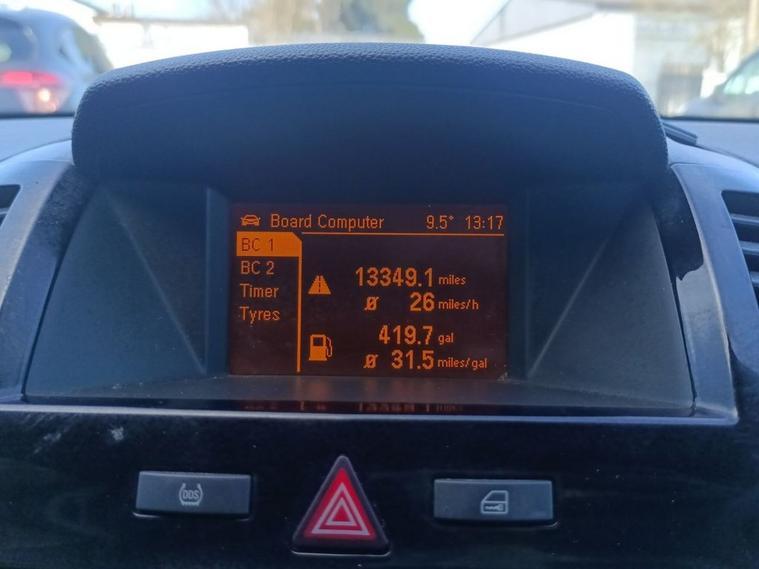 Board Computer 9.5° 13:17
BC 1
BC 2
Timer
Tyres
13349.1 miles
Ø 26 miles/h
419.7 gal
Ø 31.5 miles/gal
DDS